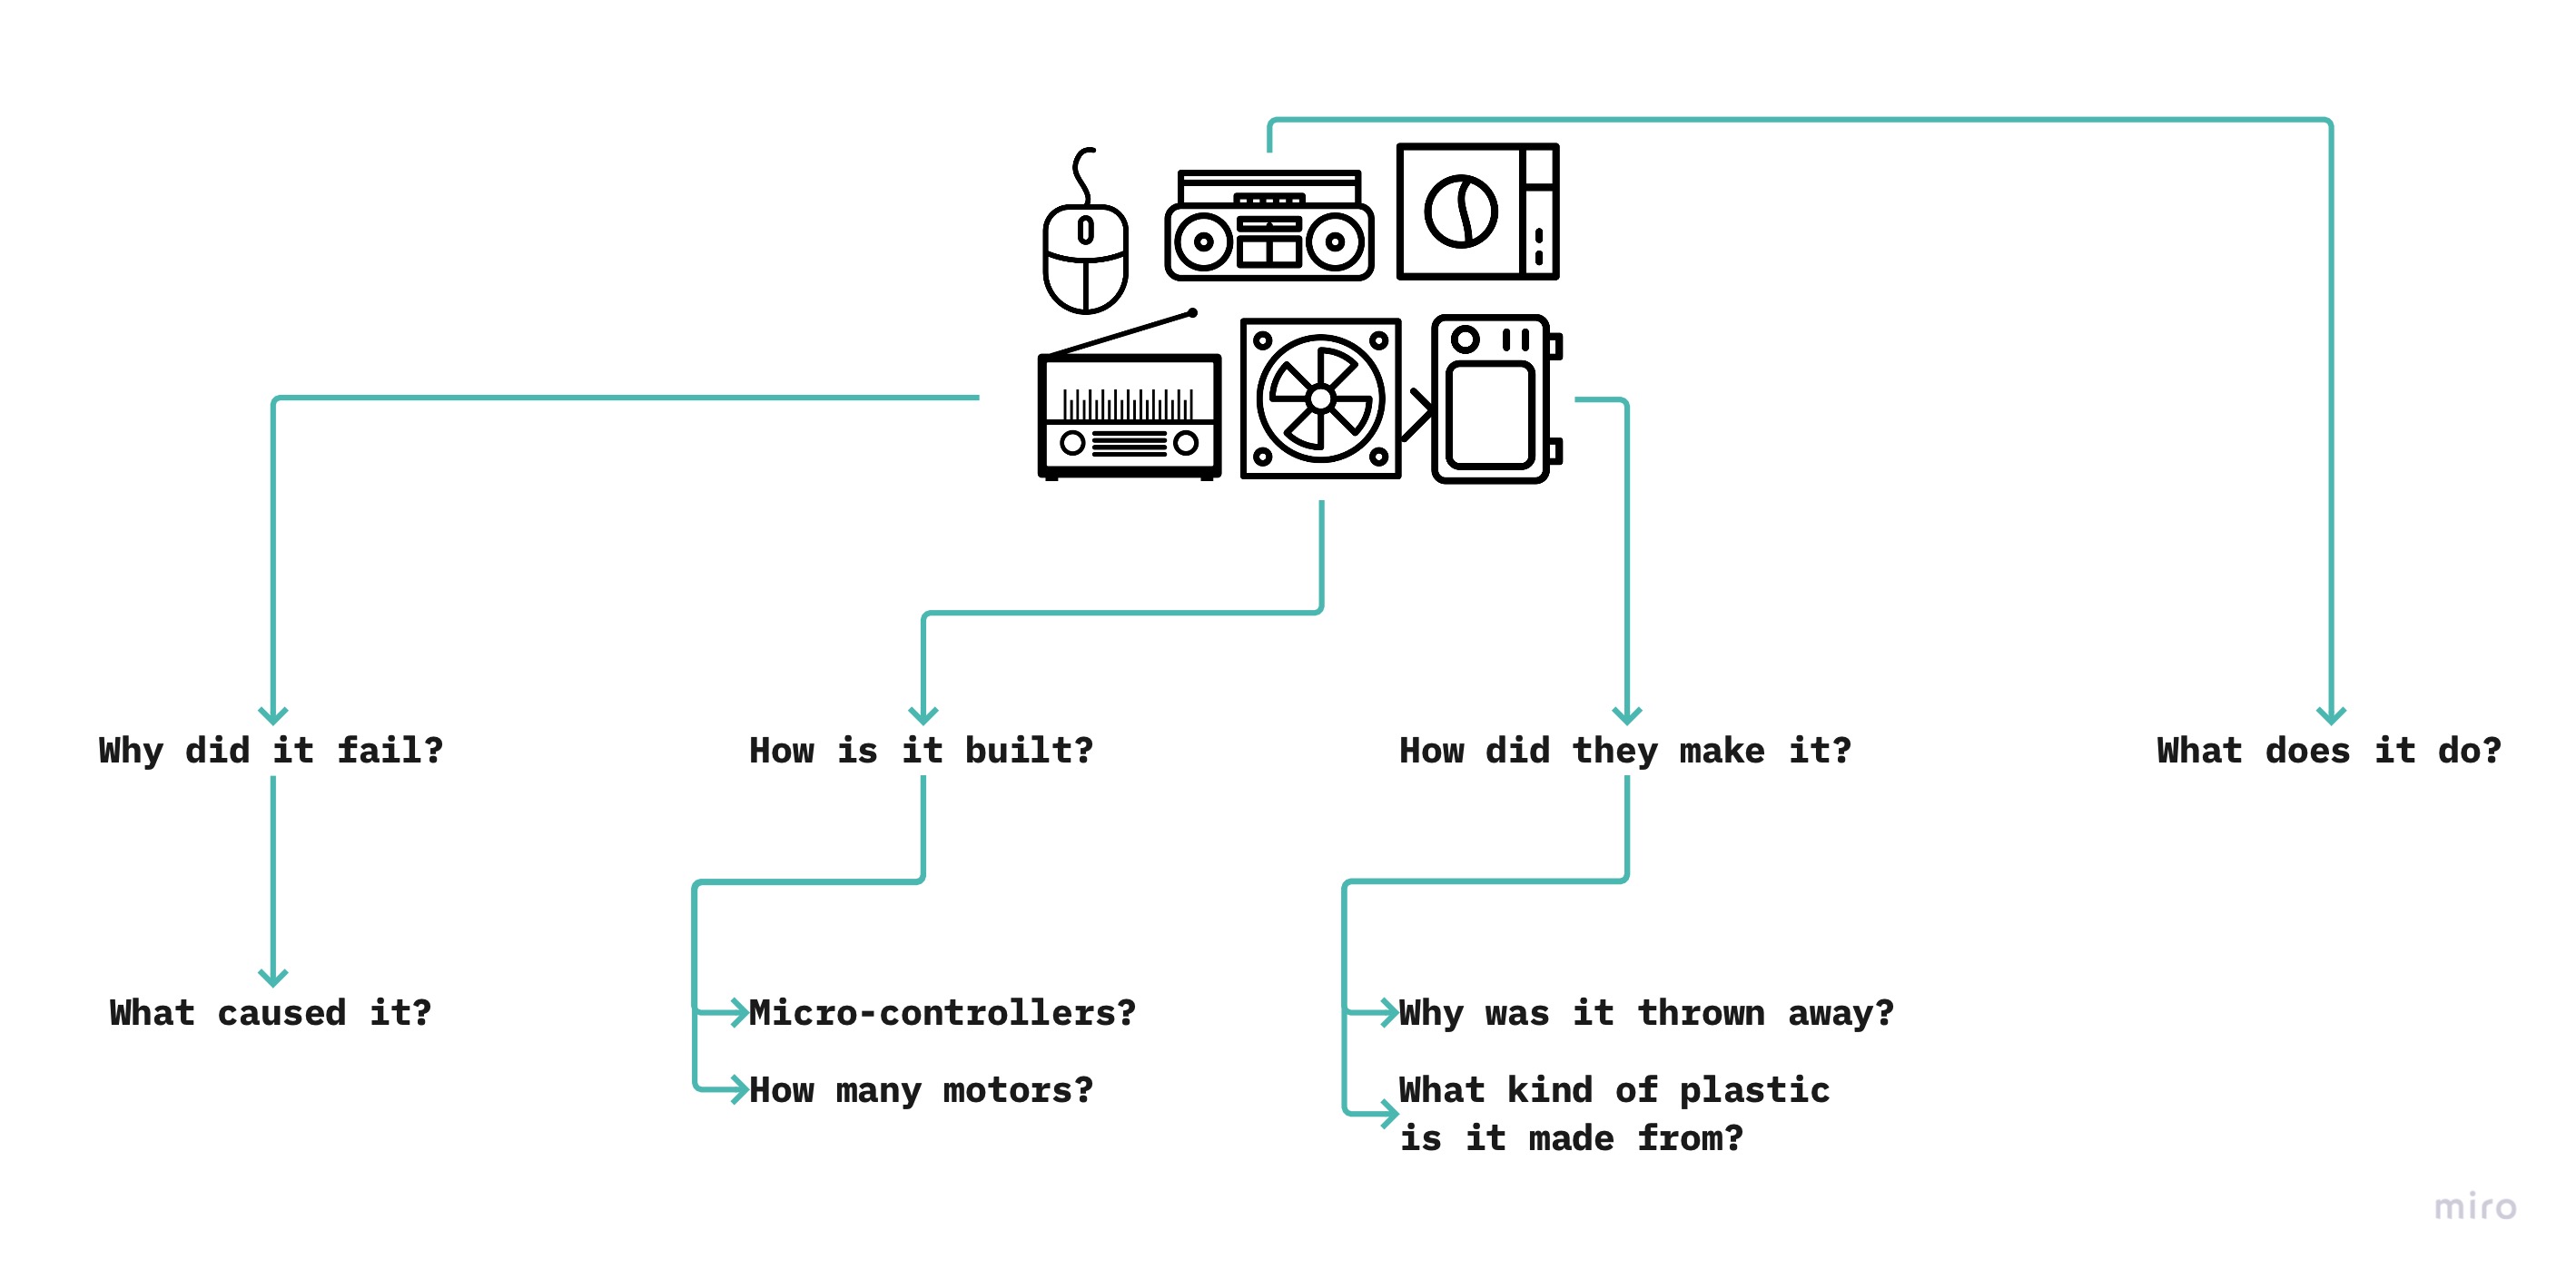 Why did it fail?
How is it built?
How did they make it?
What does it do?
What caused it?
Micro-controllers?
How many motors?
Why was it thrown away?
What kind of plastic
is it made from?
miro